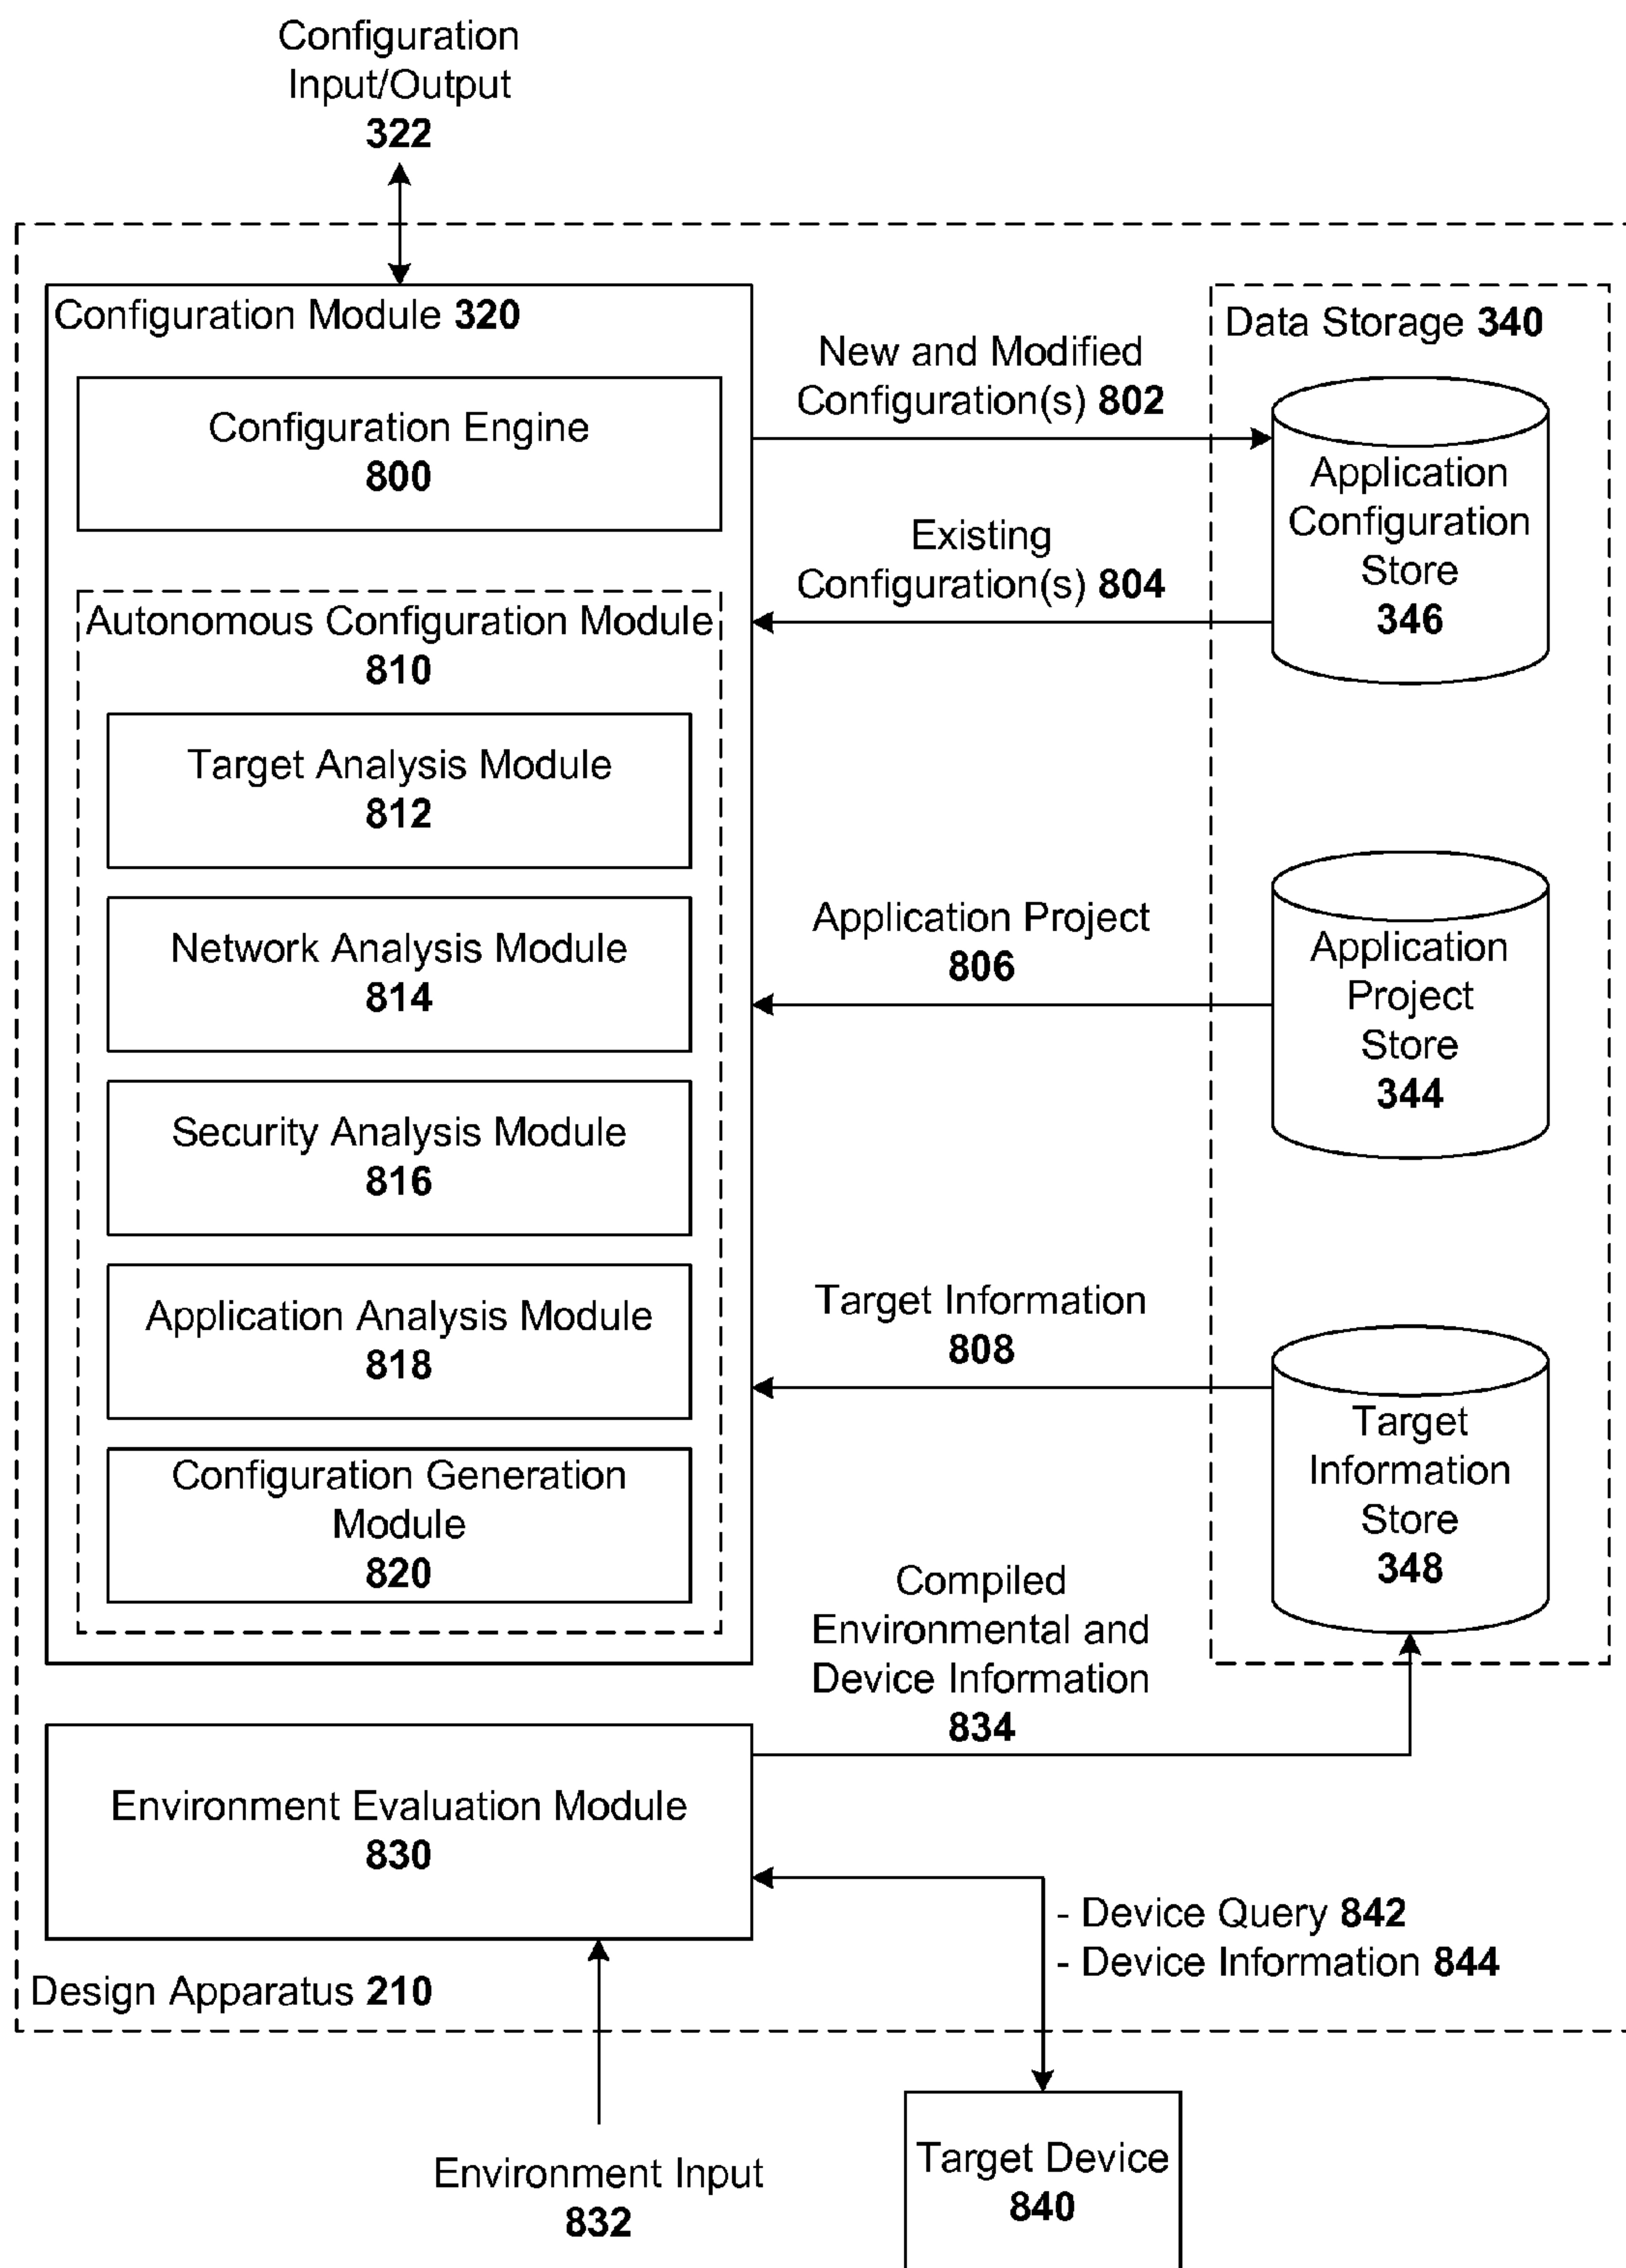 Configuration
Input/Output
322
Configuration Module 320
Configuration Engine
800
Autonomous Configuration Module
810
Target Analysis Module
812
Network Analysis Module
814
Security Analysis Module
816
Application Analysis Module
818
Configuration Generation
Module
820
New and Modified
Configuration(s) 802
Existing
Configuration(s) 804
Application Project
806
Target Information
808
Compiled
Environmental and
Device Information
834
Data Storage 340
Application
Configuration
Store
346
Application
Project
Store
344
Target
Information
Store
348
Environment Evaluation Module
830
- Device Query 842
- Device Information 844
Design Apparatus 210
Environment Input
832
Target Device
840